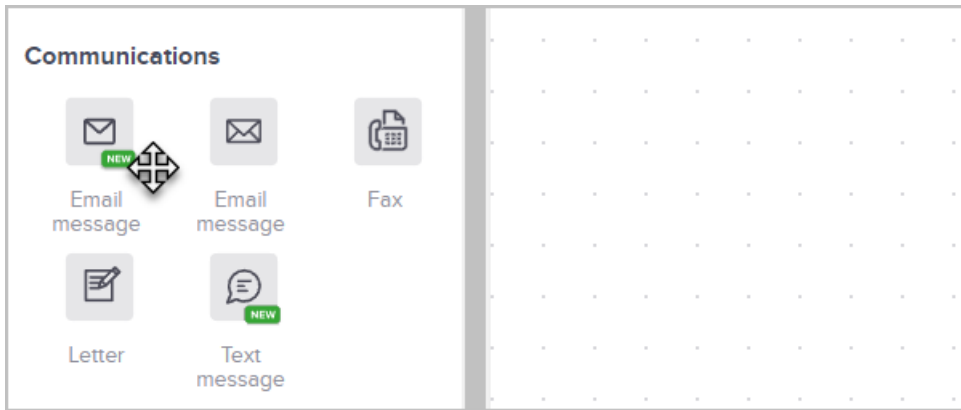 Communications
NEW
Email
message
Email
message
Fax
NEW
Letter
Text
message